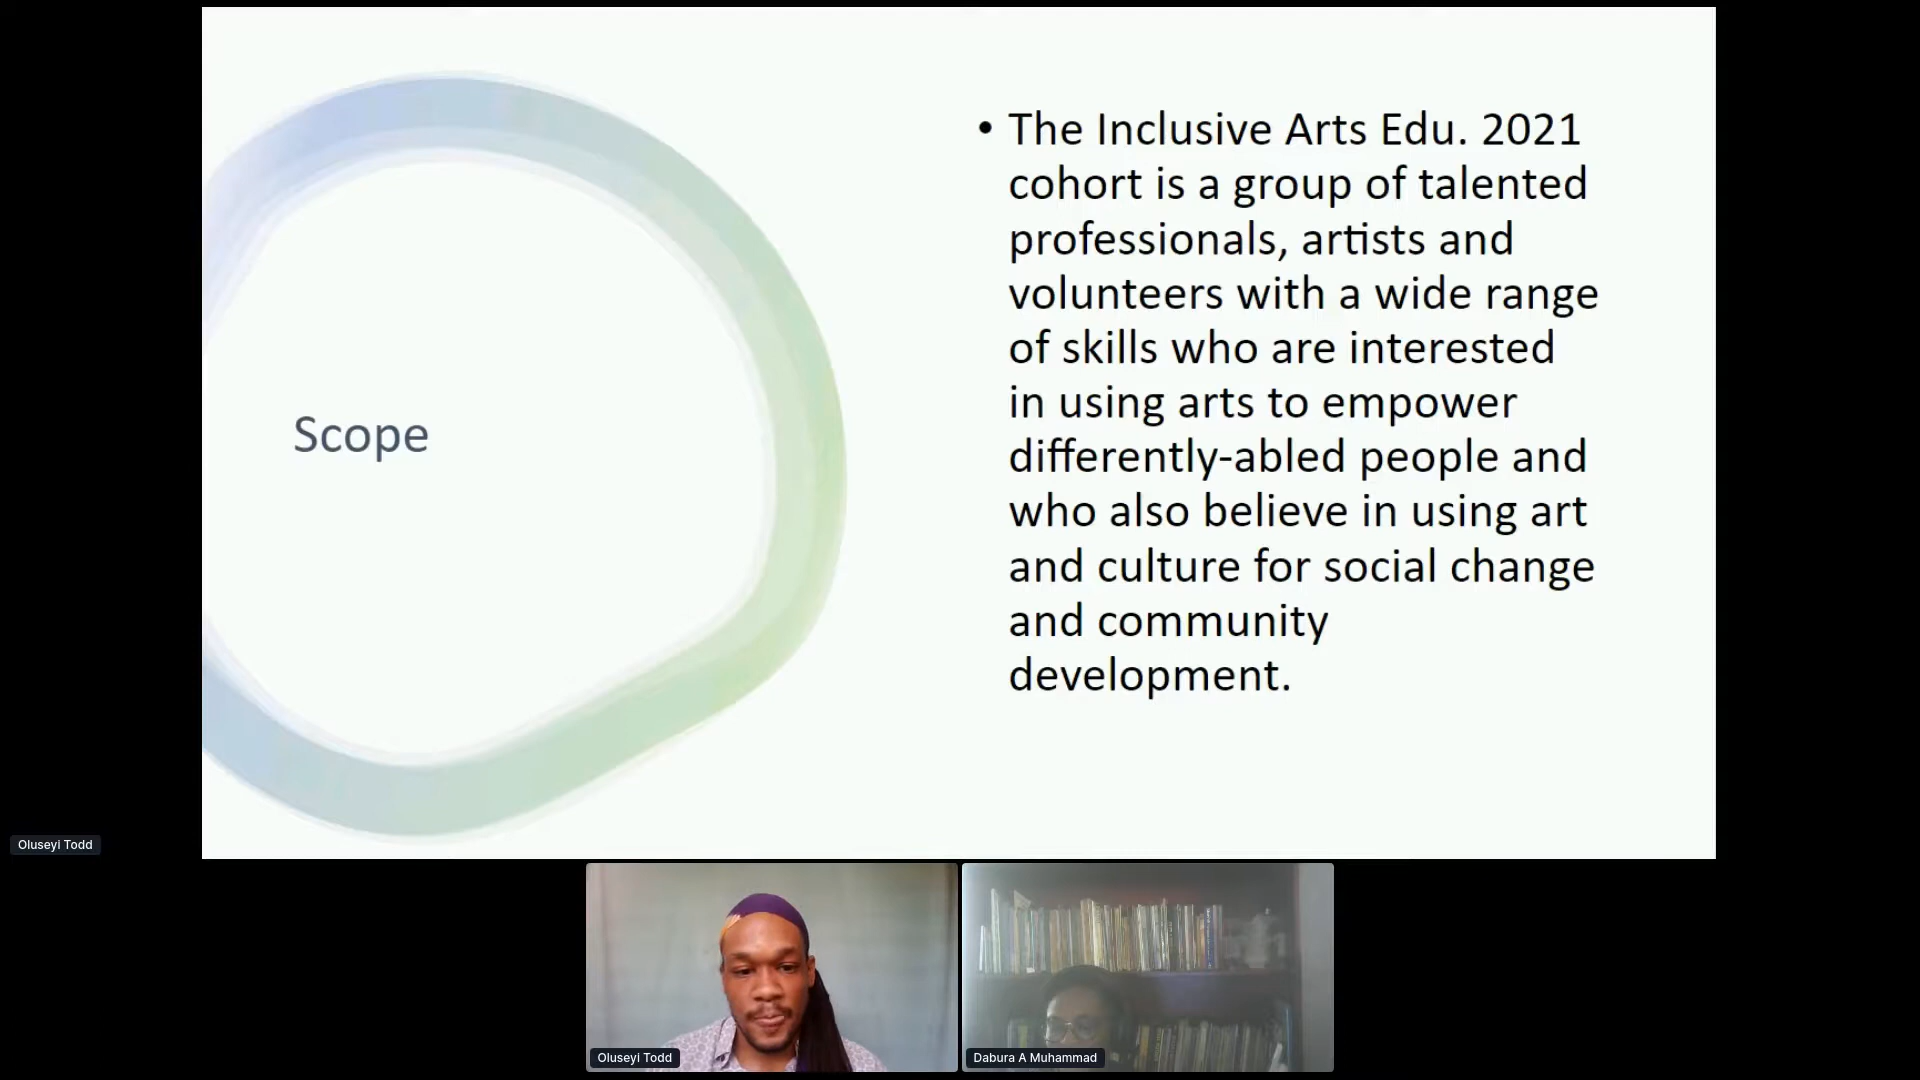 Scope
• The Inclusive Arts Edu. 2021
cohort is a group of talented
professionals, artists and
volunteers with a wide range
of skills who are interested
in using arts to empower
differently-abled people and
who also believe in using art
and culture for social change
and community
development.
Oluseyi Todd
Oluseyi Todd
Dabura A Muhammad